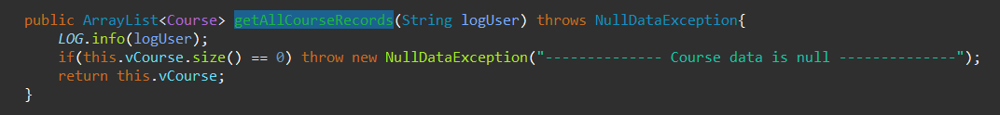 public ArrayList<Course> getAllCourseRecords(String logUser) throws NullDataException{
LOG.info(logUser);
if(this.vCourse.size() == 0) throw new NullDataException("-------------- Course data is null --------------");
return this.vCourse;
}